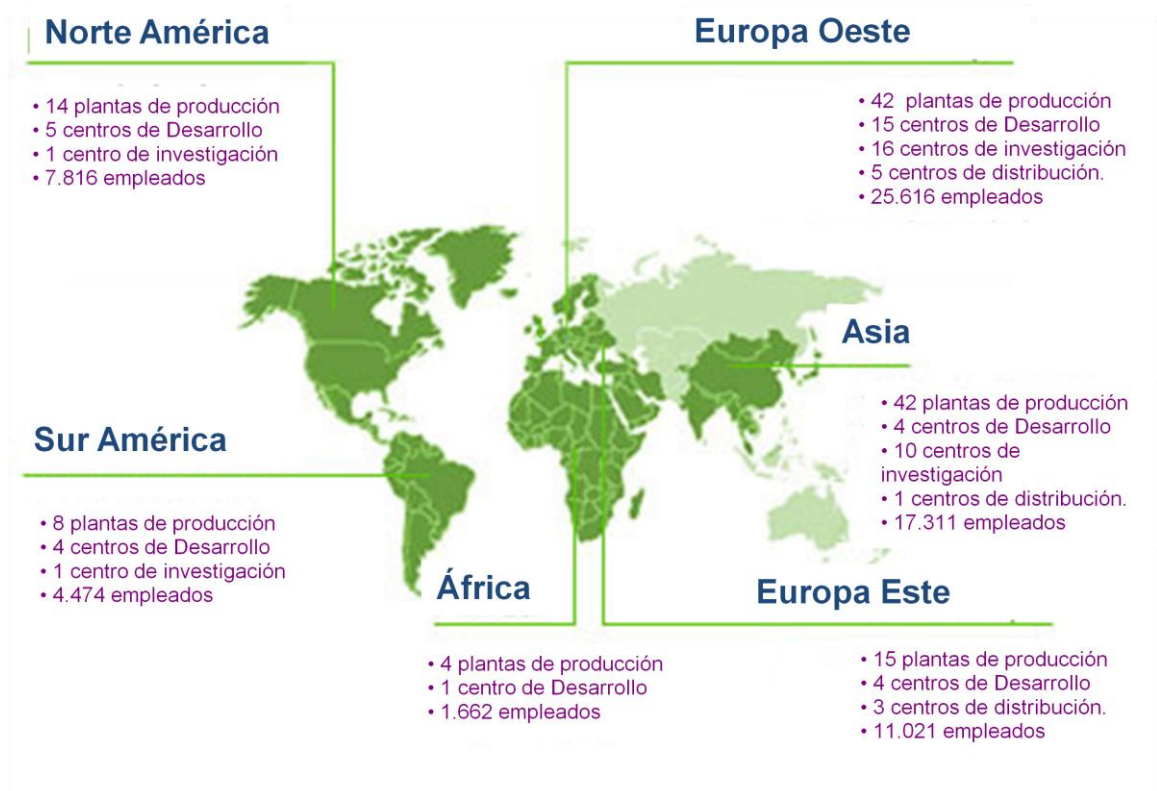 Norte América
• 14 plantas de producción
• 5 centros de Desarrollo
• 1 centro de investigación
• 7.816 empleados
Europa Oeste
• 42 plantas de producción
• 15 centros de Desarrollo
• 16 centros de investigación
• 5 centros de distribución.
• 25.616 empleados
Asia
• 42 plantas de producción
• 4 centros de Desarrollo
• 10 centros de
investigación
• 1 centros de distribución.
• 17.311 empleados
Sur América
• 8 plantas de producción
• 4 centros de Desarrollo
• 1 centro de investigación
• 4.474 empleados
África
• 4 plantas de producción
• 1 centro de Desarrollo
• 1.662 empleados
Europa Este
• 15 plantas de producción
• 4 centros de Desarrollo
• 3 centros de distribución.
• 11.021 empleados